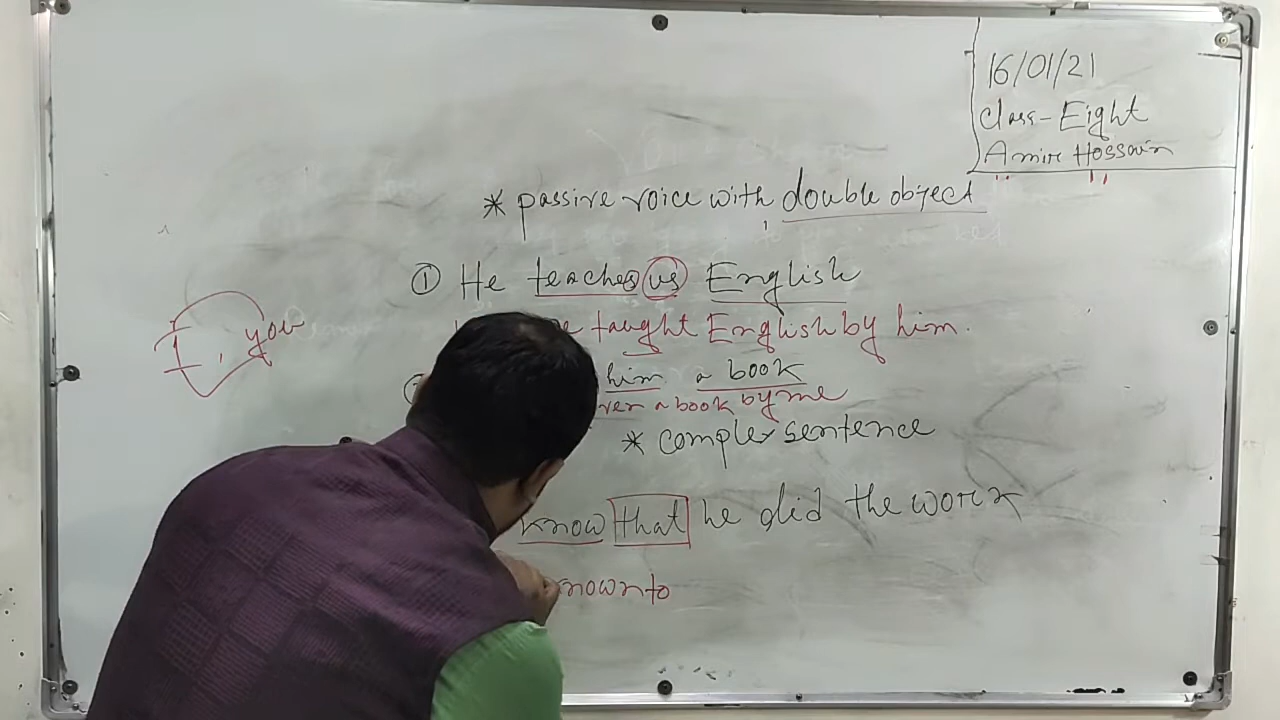 16/01/21
Class-Eight
Amir Hossain
* passive voice with double object
① He teaches us English
taught English by him.
him a book
a book by me
* complex sentence
know that he did the work
to
I, you